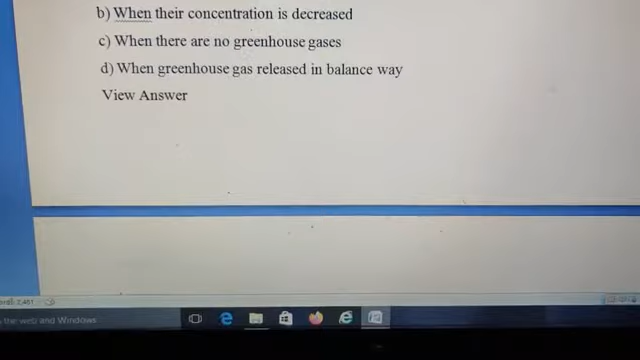 b) When their concentration is decreased
c) When there are no greenhouse gases
d) When greenhouse gas released in balance way
View Answer
the web and Windows